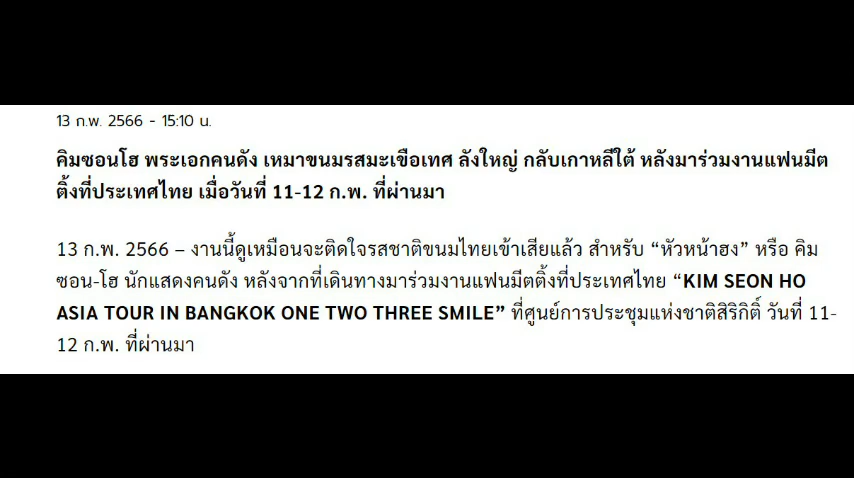 13 ก.พ. 2566 - 15:10 น.
คิมซอนโฮ พระเอกคนดัง เหมาขนมรสมะเขือเทศ ลังใหญ่ กลับเกาหลีใต้ หลังมาร่วมงานแฟนมีต
ติ้งที่ประเทศไทย เมื่อวันที่ 11-12 ก.พ. ที่ผ่านมา
13 ก.พ. 2566 – งานนี้ดูเหมือนจะติดใจรสชาติขนมไทยเข้าเสียแล้ว สำหรับ “หัวหน้าฮง” หรือ คิม
ซอน-โฮ นักแสดงคนดัง หลังจากที่เดินทางมาร่วมงานแฟนมีตติ้งที่ประเทศไทย “KIM SEON HO
ASIA TOUR IN BANGKOK ONE TWO THREE SMILE” ที่ศูนย์การประชุมแห่งชาติสิริกิติ์ วันที่ 11-
12 ก.พ. ที่ผ่านมา